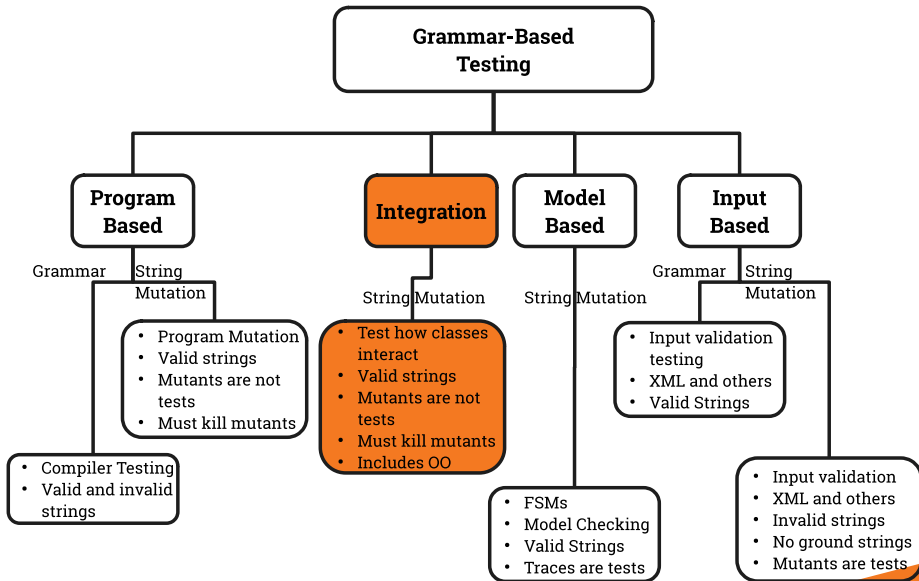 Grammar-Based
Testing
Program
Based
Integration
Model
Based
Input
Based
Grammar
String
Mutation
String Mutation
String Mutation
Grammar
String
Mutation
• Program Mutation
• Valid strings
• Mutants are not
tests
• Must kill mutants
• Test how classes
interact
• Valid strings
• Mutants are not
tests
• Must kill mutants
• Includes OO
• Input validation
testing
• XML and others
• Valid Strings
• Compiler Testing
• Valid and invalid
strings
• FSMs
• Model Checking
• Valid Strings
• Traces are tests
• Input validation
• XML and others
• Invalid strings
• No ground strings
• Mutants are tests